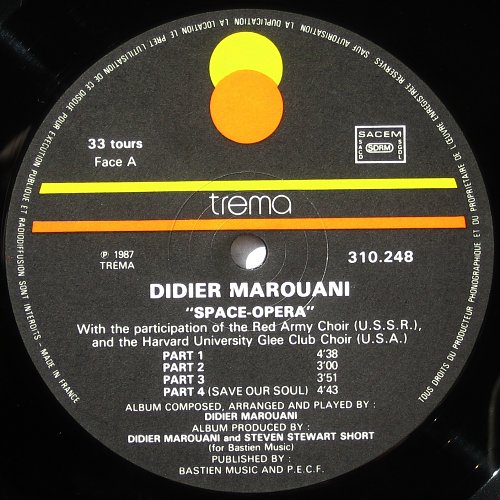 SAUF AUTORISATION LA DUPLICATION, LA LOCATION, LE PRET L'UTILISATION DE CE DISQUE POUR EXECUTION PUBLIQUE ET RADIODIFFUSION SONT INTERDITS - MADE IN FRANCE
TOUS DROITS DU PRODUCTEUR PHONOGRAPHIQUE ET DU PROPRIETAIRE DE L'ŒUVRE ENREGISTREE RESERVES
33 tours
Face A
SACEM
SACD
SDRM
SGDL
trema
℗ 1987
TRÉMA
310.248
DIDIER MAROUANI
"SPACE-OPERA"
With the participation of the Red Army Choir (U.S.S.R.),
and the Harvard University Glee Club Choir (U.S.A.)
PART 1 4'38
PART 2 3'00
PART 3 3'51
PART 4 (SAVE OUR SOUL) 4'43
ALBUM COMPOSED, ARRANGED AND PLAYED BY :
DIDIER MAROUANI
ALBUM PRODUCED BY :
DIDIER MAROUANI and STEVEN STEWART SHORT
(for Bastien Music)
PUBLISHED BY :
BASTIEN MUSIC and P.E.C.F.